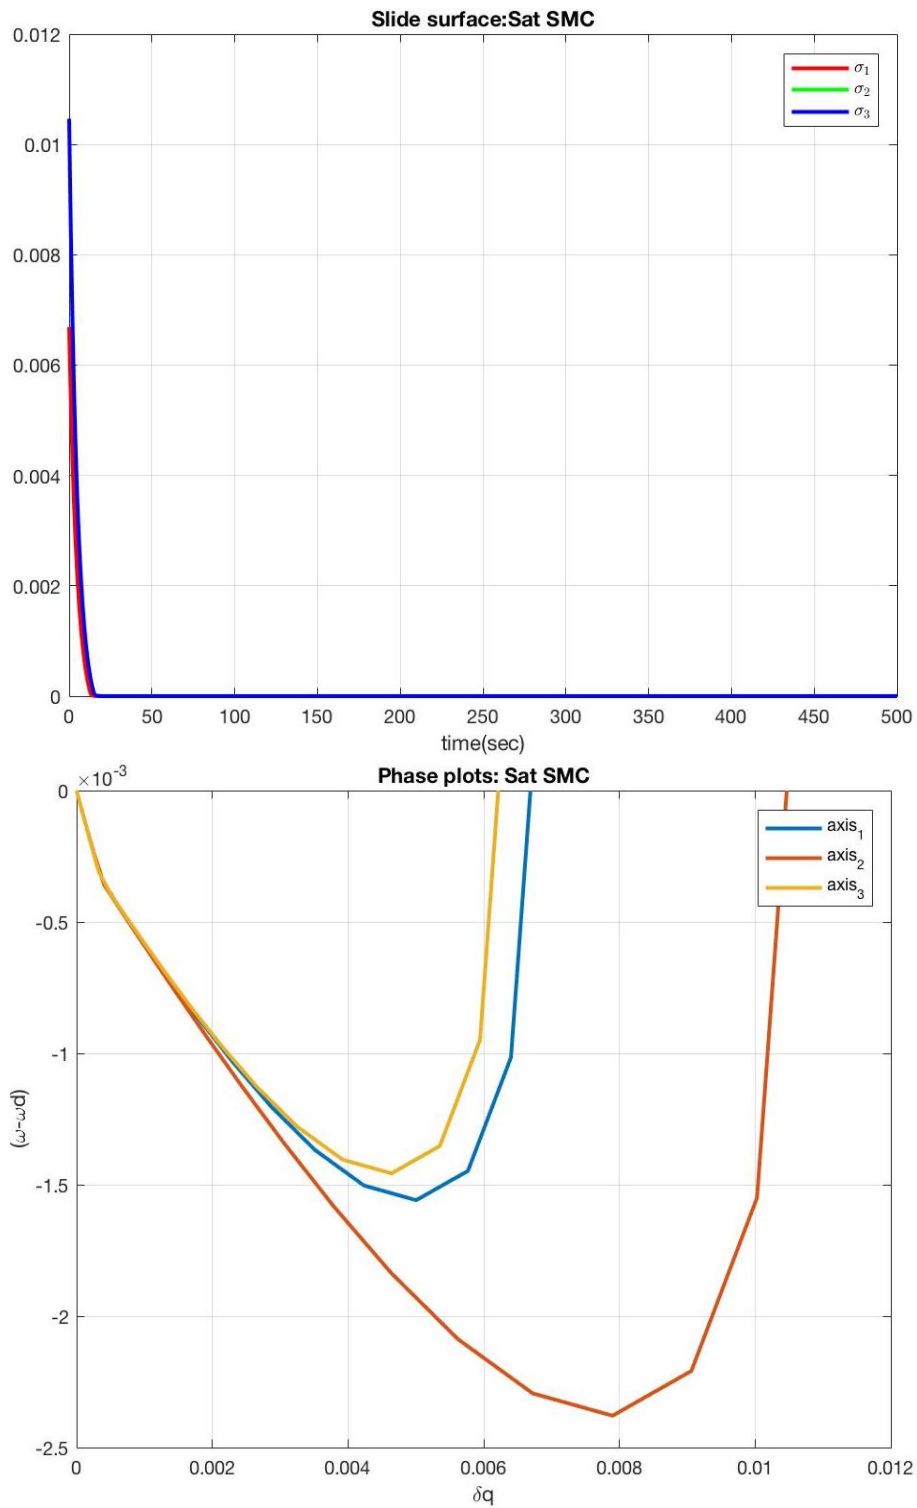 Slide surface:Sat SMC
0.012
0.01
0.008
0.006
0.004
0.002
0
σ1
σ2
σ3
0 50 100 150 200 250 300 350 400 450 500
time(sec)
Phase plots: Sat SMC
×10-3
0
-0.5
-1
-1.5
-2
-2.5
(ω-ωd)
axis1
axis2
axis3
0 0.002 0.004 0.006 0.008 0.01 0.012
δq